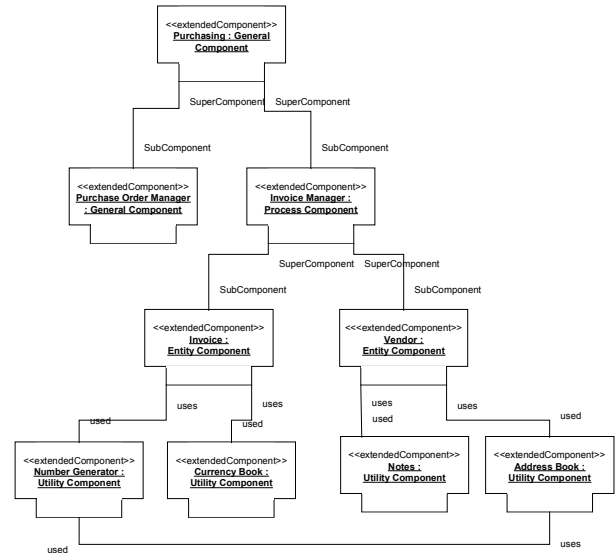 <<extendedComponent>>
Purchasing : General
Component
SuperComponent
SuperComponent
SubComponent
SubComponent
<<extendedComponent>>
Purchase Order Manager
: General Component
<<extendedComponent>>
Invoice Manager :
Process Component
SuperComponent
SuperComponent
SubComponent
SubComponent
<<extendedComponent>>
Invoice :
Entity Component
<<<extendedComponent>>
Vendor :
Entity Component
uses
uses
uses
uses
used
used
used
used
<<extendedComponent>>
Number Generator :
Utility Component
<<extendedComponent>>
Currency Book :
Utility Component
<<extendedComponent>>
Notes :
Utility Component
<<extendedComponent>>
Address Book :
Utility Component
used
uses